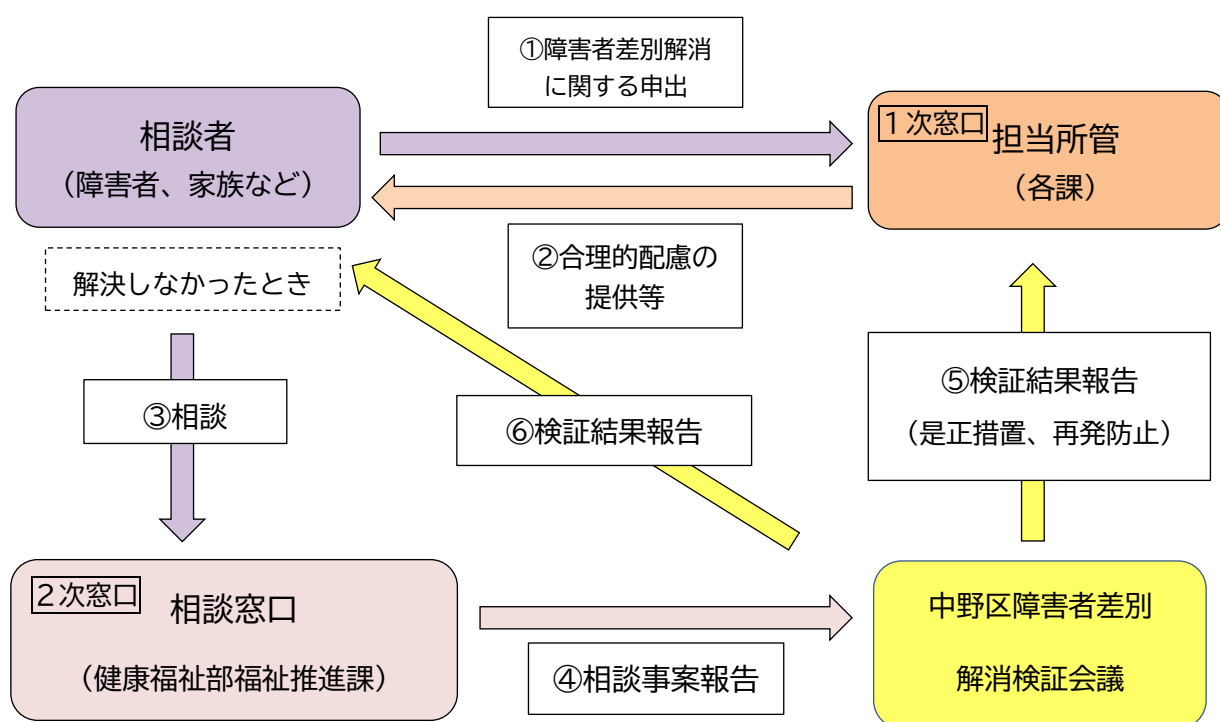 ①障害者差別解消
に関する申出
相談者
（障害者、家族など）
１次窓口
担当所管
（各課）
②合理的配慮の
提供等
解決しなかったとき
③相談
⑥検証結果報告
⑤検証結果報告
（是正措置、再発防止）
２次窓口
相談窓口
（健康福祉部福祉推進課）
④相談事案報告
中野区障害者差別
解消検証会議